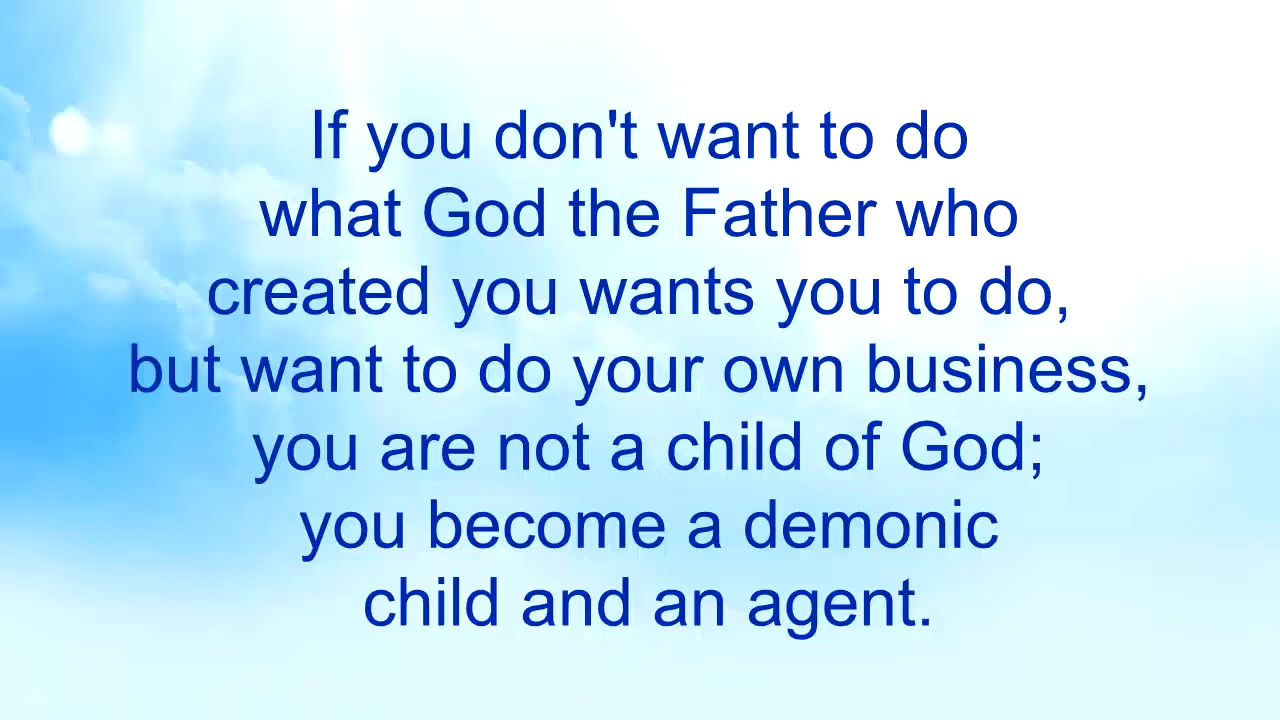 If you don't want to do
what God the Father who
created you wants you to do,
but want to do your own business,
you are not a child of God;
you become a demonic
child and an agent.